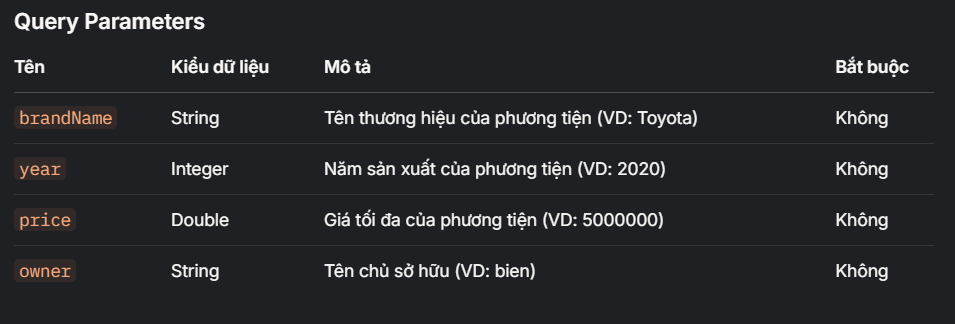 Query Parameters
Tên Kiểu dữ liệu Mô tả Bắt buộc
brandName String Tên thương hiệu của phương tiện (VD: Toyota) Không
year Integer Năm sản xuất của phương tiện (VD: 2020) Không
price Double Giá tối đa của phương tiện (VD: 5000000) Không
owner String Tên chủ sở hữu (VD: bien) Không